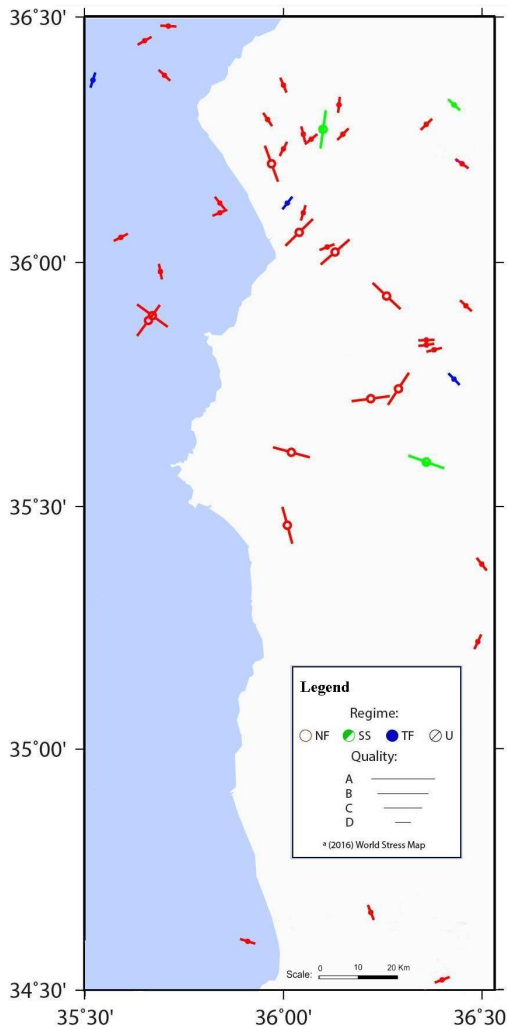 36°30'
36°00'
35°30'
35°00'
34°30'
35°30'
36°00'
36°30'
Legend
Regime:
NF SS TF U
Quality:
A
B
C
D
ª (2016) World Stress Map
Scale: 0 10 20 Km